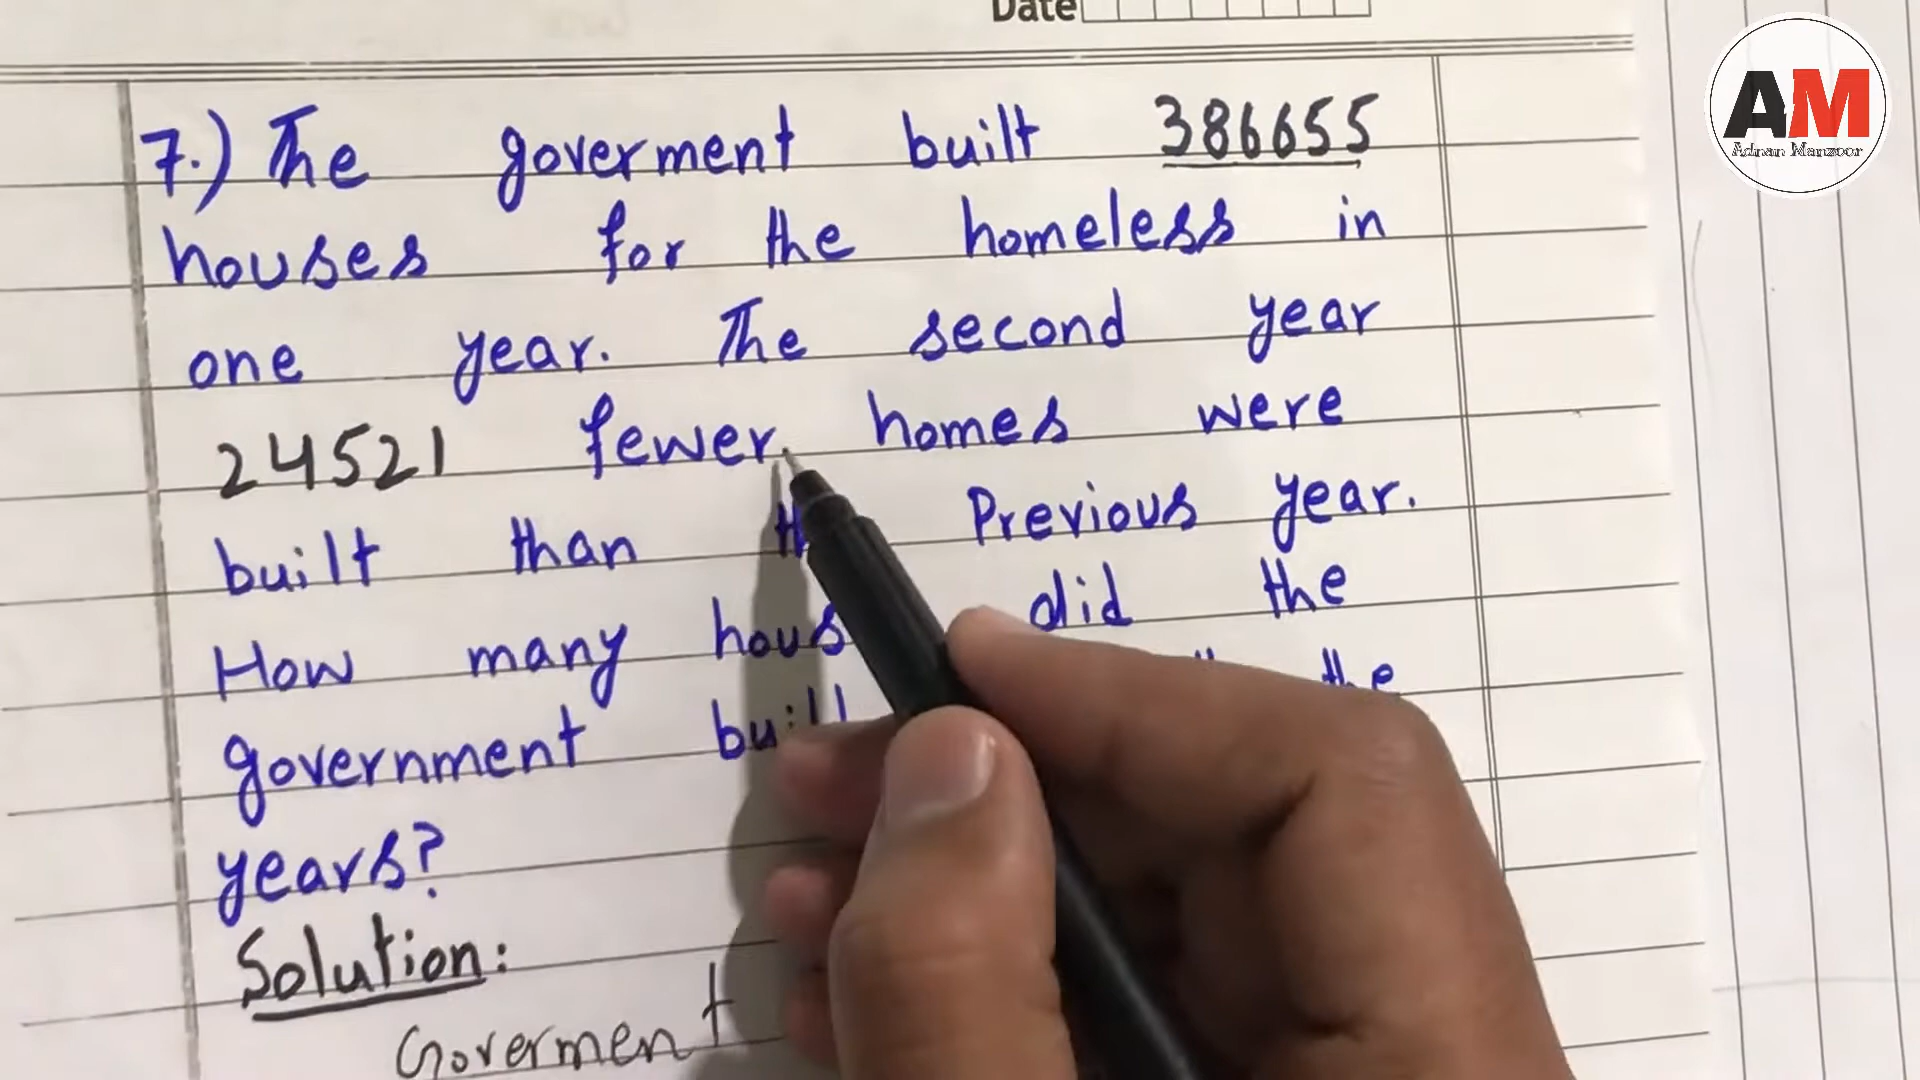 Date
AM
Adnan Manzoor
7.) The goverment built 386655
houses for the homeless in
one year. The second year
24521 fewer homes were
built than Previous year.
How many did the
government the
years?
Solution:
Goverment